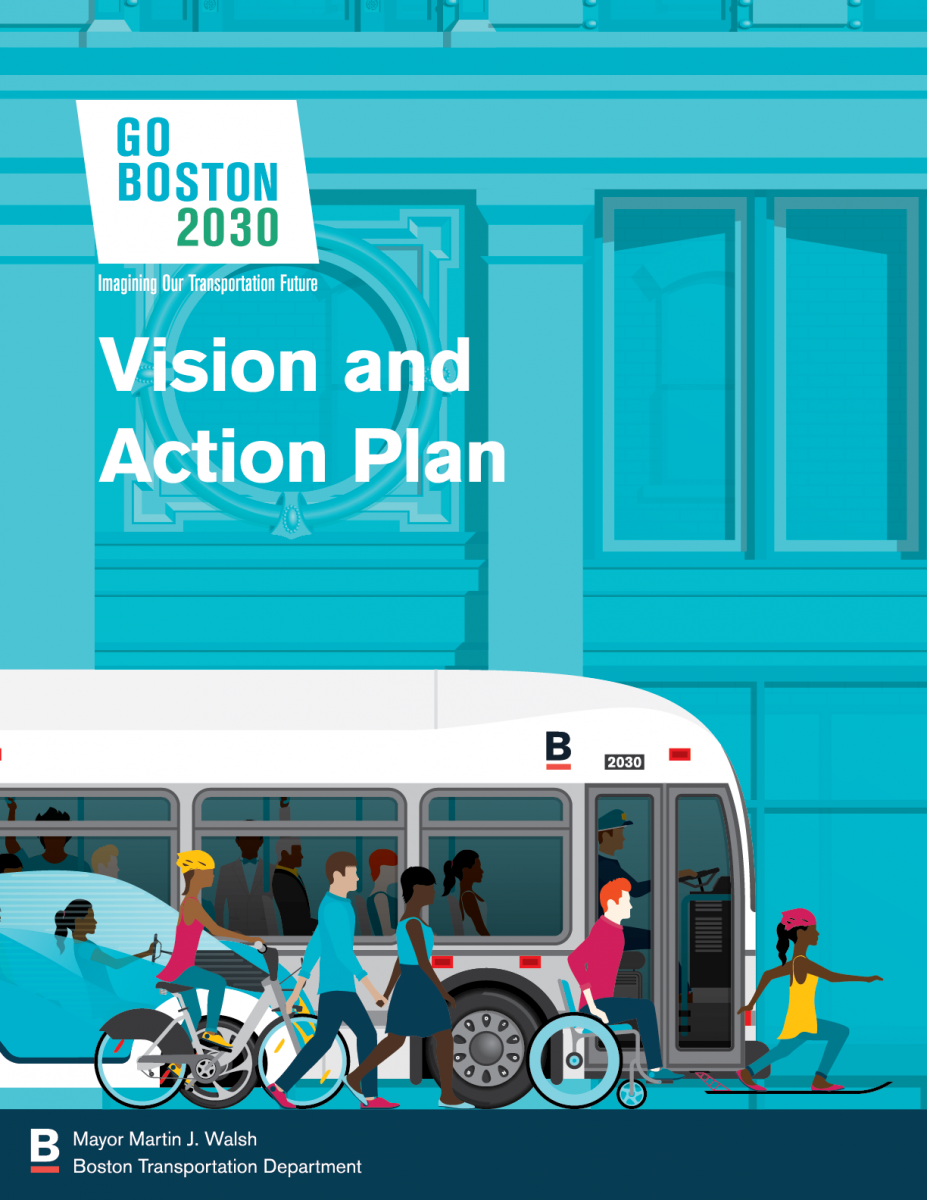 GO
BOSTON
2030
Imagining Our Transportation Future
Vision and
Action Plan
B
2030
B
Mayor Martin J. Walsh
Boston Transportation Department